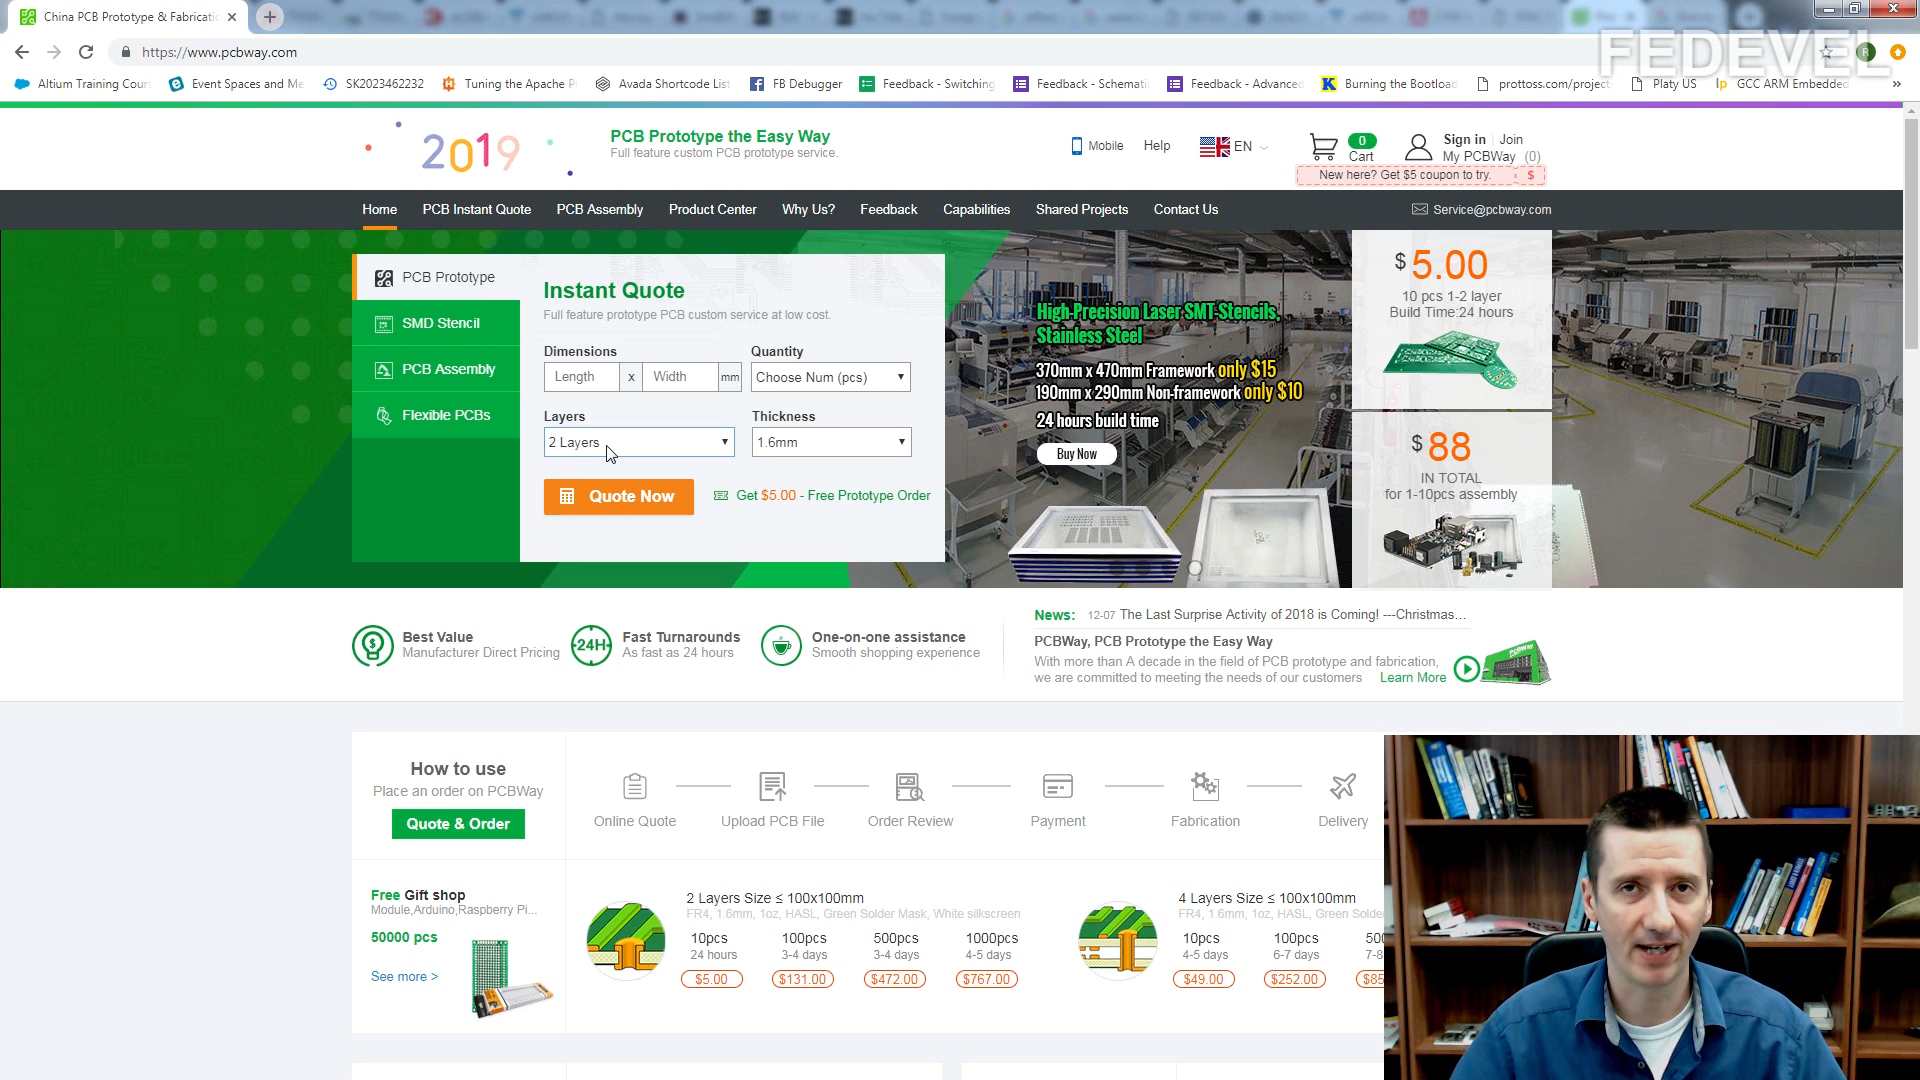 China PCB Prototype & Fabricatio
https://www.pcbway.com
FEDEVEL
Altium Training Cour
Event Spaces and Me
SK2023462232
Tuning the Apache P
Avada Shortcode List
FB Debugger
Feedback - Switching
Feedback - Schemati
Feedback - Advanced
Burning the Bootload
prottoss.com/project
Platy US
GCC ARM Embedded
2019
PCB Prototype the Easy Way
Full feature custom PCB prototype service.
Mobile
Help
EN
0
Cart
Sign in
Join
My PCBWay (0)
New here? Get $5 coupon to try.
$
Home
PCB Instant Quote
PCB Assembly
Product Center
Why Us?
Feedback
Capabilities
Shared Projects
Contact Us
Service@pcbway.com
PCB Prototype
SMD Stencil
PCB Assembly
Flexible PCBs
Instant Quote
Full feature prototype PCB custom service at low cost.
Dimensions
Quantity
Length
x
Width
mm
Choose Num (pcs)
Layers
Thickness
2 Layers
1.6mm
Quote Now
Get $5.00 - Free Prototype Order
High-Precision Laser SMT-Stencils,
Stainless Steel
370mm x 470mm Framework only $15
190mm x 290mm Non-framework only $10
24 hours build time
Buy Now
$5.00
10 pcs 1-2 layer
Build Time:24 hours
$88
IN TOTAL
for 1-10pcs assembly
Best Value
Manufacturer Direct Pricing
24H
Fast Turnarounds
As fast as 24 hours
One-on-one assistance
Smooth shopping experience
News:
12-07 The Last Surprise Activity of 2018 is Coming! ---Christmas...
PCBWay, PCB Prototype the Easy Way
With more than A decade in the field of PCB prototype and fabrication,
we are committed to meeting the needs of our customers
Learn More
How to use
Place an order on PCBWay
Quote & Order
Online Quote
Upload PCB File
Order Review
Payment
Fabrication
Delivery
Free Gift shop
Module,Arduino,Raspberry Pi...
50000 pcs
See more >
2 Layers Size ≤ 100x100mm
FR4, 1.6mm, 1oz, HASL, Green Solder Mask, White silkscreen
10pcs
100pcs
500pcs
1000pcs
24 hours
3-4 days
3-4 days
4-5 days
$5.00
$131.00
$472.00
$767.00
4 Layers Size ≤ 100x100mm
FR4, 1.6mm, 1oz, HASL, Green Solde
10pcs
100pcs
500
4-5 days
6-7 days
7-8
$49.00
$252.00
$85